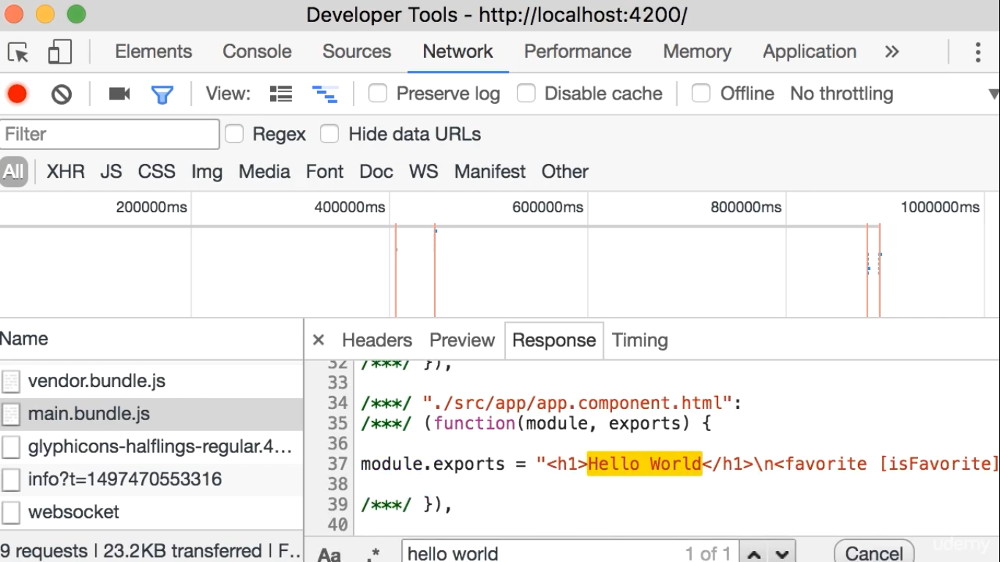 Developer Tools - http://localhost:4200/
Elements Console Sources Network Performance Memory Application »
View: Preserve log Disable cache Offline No throttling
Filter Regex Hide data URLs
All XHR JS CSS Img Media Font Doc WS Manifest Other
200000ms 400000ms 600000ms 800000ms 1000000ms
Name
× Headers Preview Response Timing
32 /***/ }),
vendor.bundle.js
33
34 /***/ "./src/app/app.component.html":
main.bundle.js
35 /***/ (function(module, exports) {
glyphicons-halflings-regular.4...
36
37 module.exports = "<h1>Hello World</h1>\n<favorite [isFavorite]
info?t=1497470553316
38
39 /***/ }),
websocket
40
9 requests | 23.2KB transferred | F...
Aa .* hello world 1 of 1 Cancel
udemy